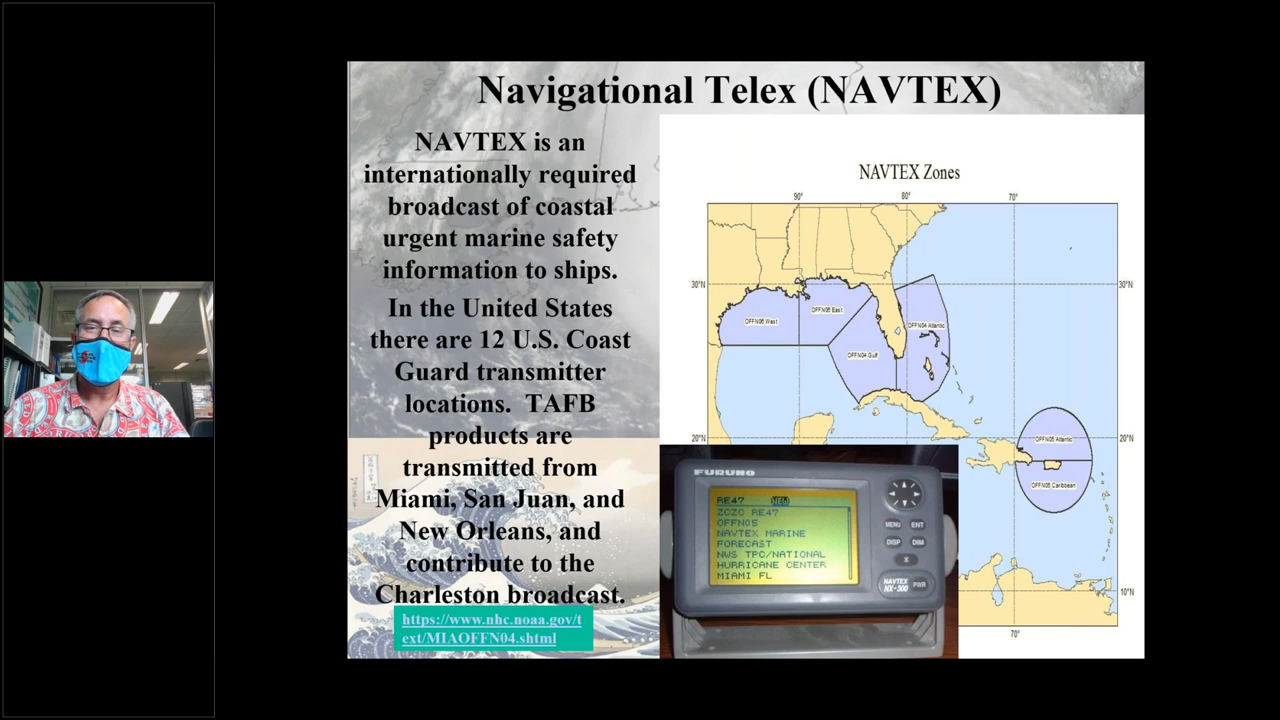 Navigational Telex (NAVTEX)
NAVTEX is an
internationally required
broadcast of coastal
urgent marine safety
information to ships.
In the United States
there are 12 U.S. Coast
Guard transmitter
locations. TAFB
products are
transmitted from
Miami, San Juan, and
New Orleans, and
contribute to the
Charleston broadcast.
https://www.nhc.noaa.gov/t
ext/MIAOFFN04.shtml
NAVTEX Zones
90° 80° 70°
30°N 30°N
OFFN06 East
OFFN06 West
OFFN04 Atlantic
OFFN04 Gulf
20°N 20°N
OFFN05 Atlantic
OFFN05 Caribbean
10°N
70°
FURUNO
RE47 NEW
ZCZC RE47
OFFN05
NAVTEX MARINE
FORECAST
NWS TPC/NATIONAL
HURRICANE CENTER
MIAMI FL
MENU ENT
DISP DIM
NAVTEX
NX-300
PWR